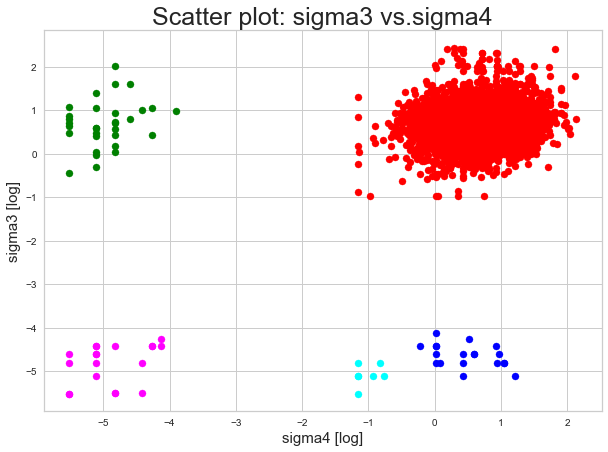 Scatter plot: sigma3 vs.sigma4
2
1
0
−1
−2
−3
−4
−5
sigma3 [log]
−5 −4 −3 −2 −1 0 1 2
sigma4 [log]